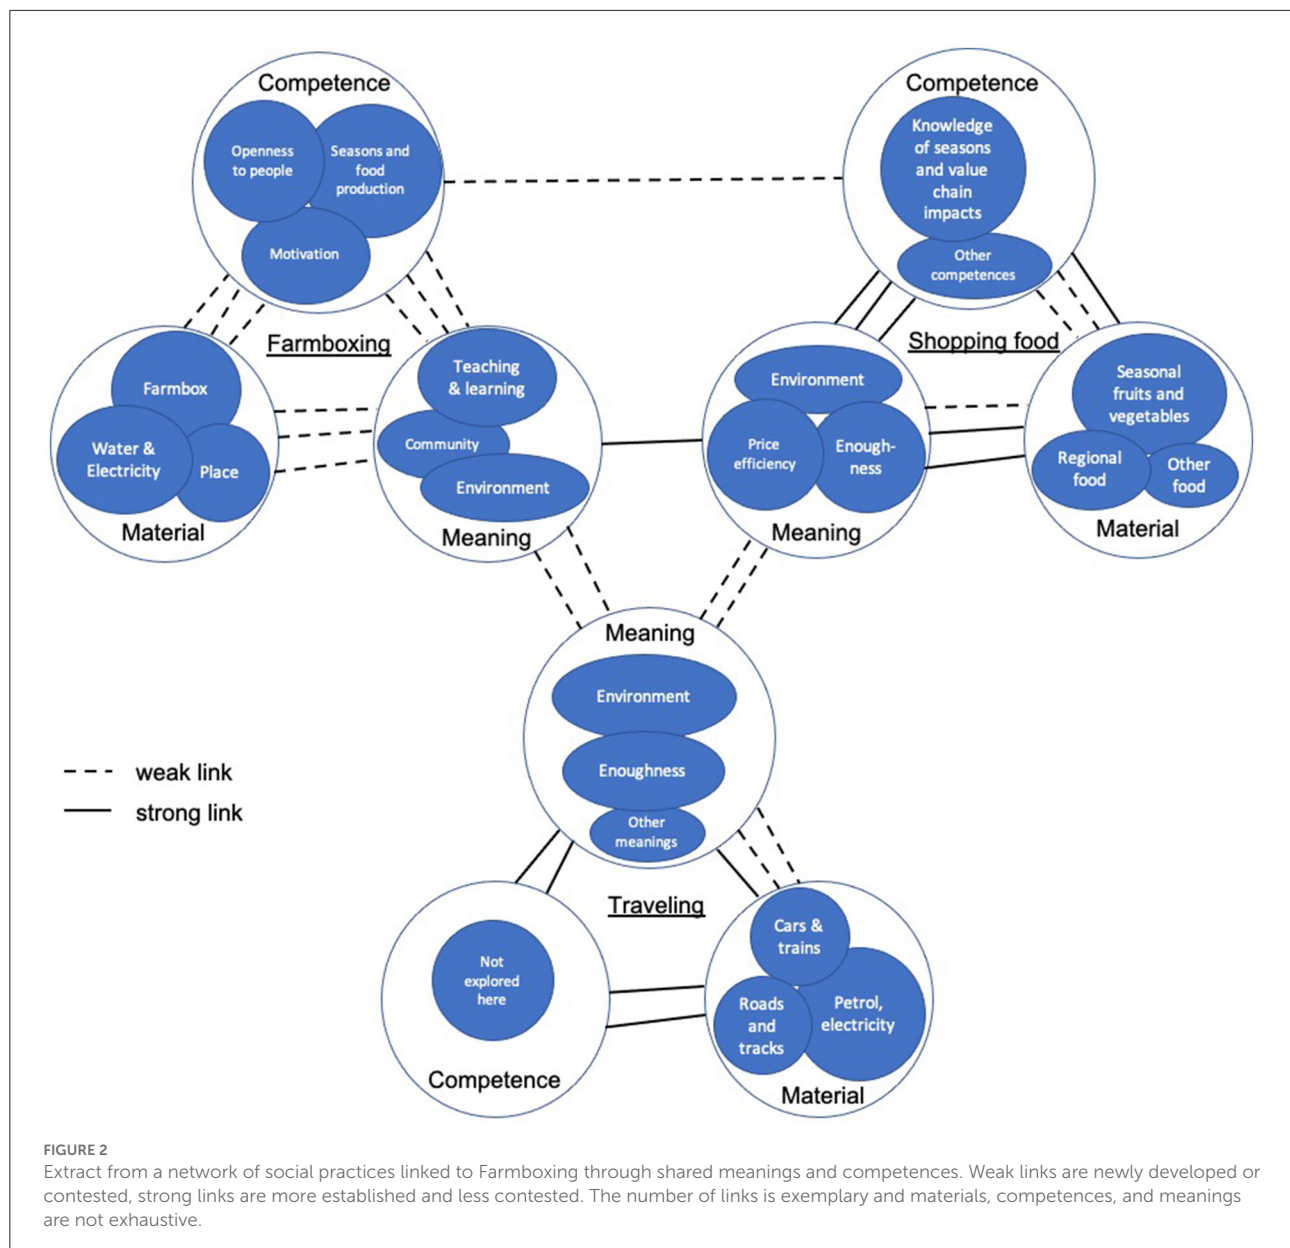 Competence
Openness
to people
Seasons and
food
production
Motivation
Competence
Knowledge
of seasons
and value
chain
impacts
Other
competences
Farmboxing
Shopping food
Farmbox
Water &
Electricity
Place
Material
Teaching
& learning
Community
Environment
Meaning
Environment
Price
efficiency
Enough-
ness
Meaning
Seasonal
fruits and
vegetables
Regional
food
Other
food
Material
Meaning
Environment
Enoughness
Other
meanings
weak link
strong link
Traveling
Not
explored
here
Competence
Cars &
trains
Roads
and
tracks
Petrol,
electricity
Material
FIGURE 2
Extract from a network of social practices linked to Farmboxing through shared meanings and competences. Weak links are newly developed or
contested, strong links are more established and less contested. The number of links is exemplary and materials, competences, and meanings
are not exhaustive.